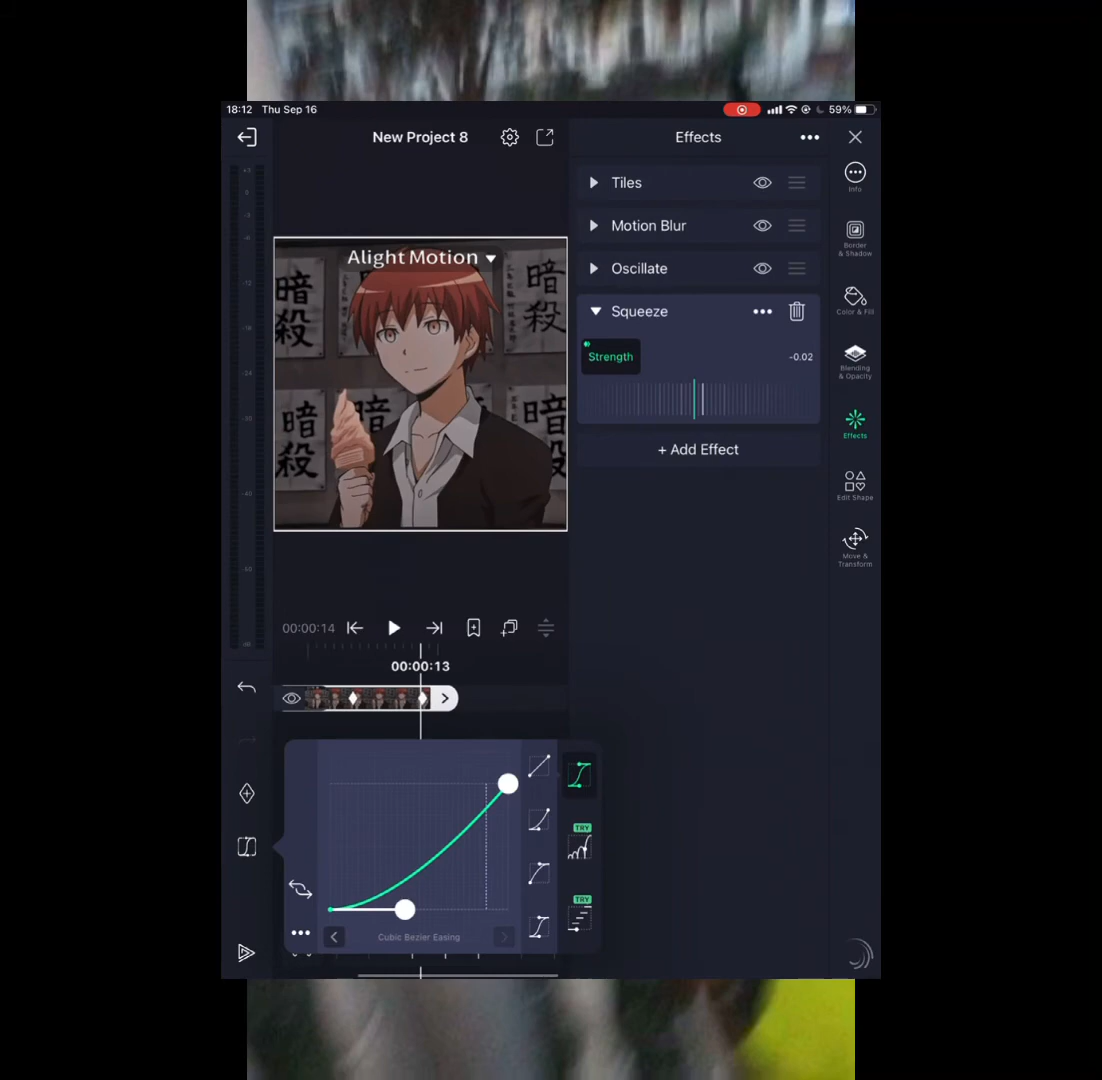 18:12 Thu Sep 16
59%
New Project 8
Effects
Tiles
Motion Blur
Oscillate
Squeeze
Strength
-0.02
+ Add Effect
Info
Border
& Shadow
Color & Fill
Blending
& Opacity
Effects
Edit Shape
Move &
Transform
Alight Motion
暗
殺
暗
殺
暗
殺
暗
暗
殺
00:00:14
00:00:13
TRY
TRY
Cubic Bezier Easing